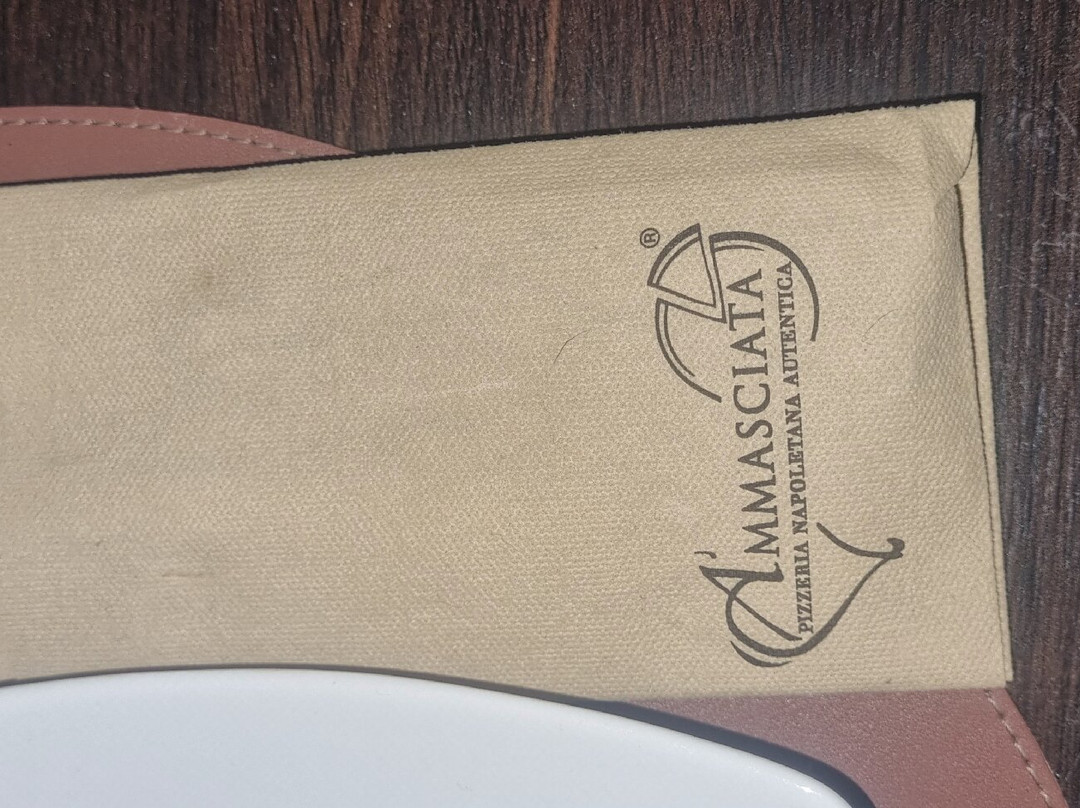 ®
A'MMASCIATA
PIZZERIA NAPOLETANA AUTENTICA